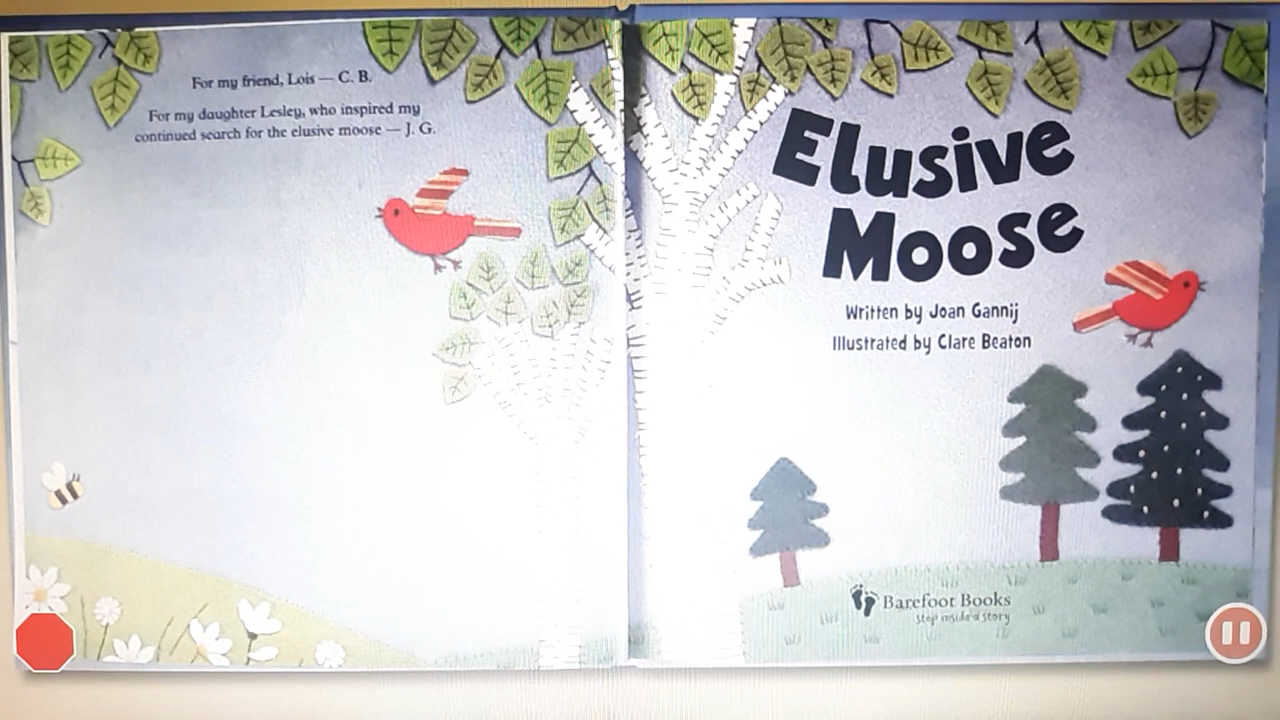 For my friend, Lois — C. B.
For my daughter Lesley, who inspired my
continued search for the elusive moose — J. G.
Elusive
Moose
Written by Joan Gannij
Illustrated by Clare Beaton
Barefoot Books
step inside a story